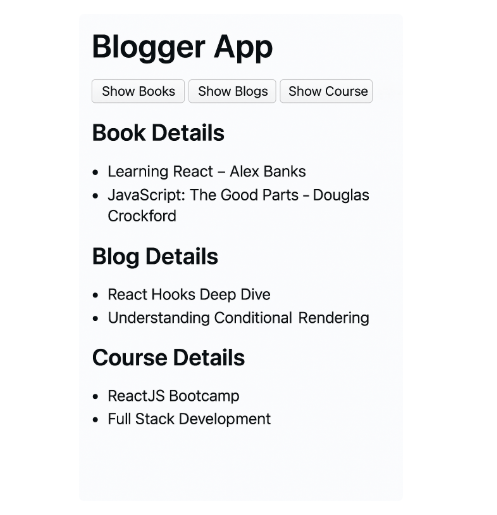 Blogger App
Show Books Show Blogs Show Course
Book Details
• Learning React – Alex Banks
• JavaScript: The Good Parts - Douglas
Crockford
Blog Details
• React Hooks Deep Dive
• Understanding Conditional Rendering
Course Details
• ReactJS Bootcamp
• Full Stack Development